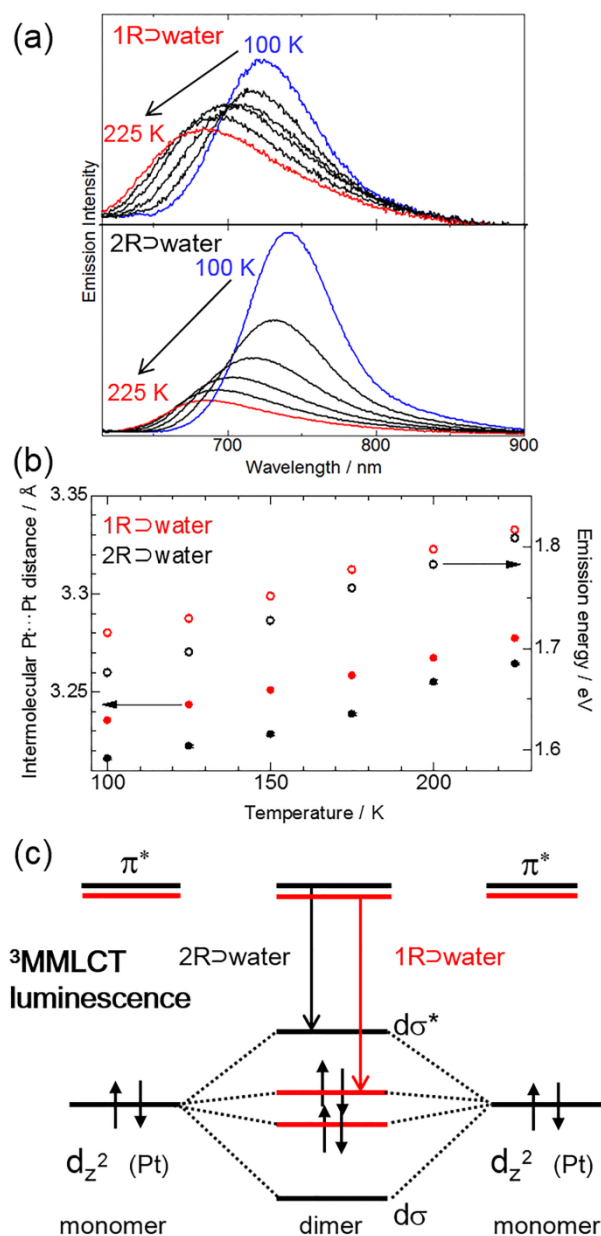 (a)
1R⊃water
100 K
225 K
2R⊃water
100 K
225 K
Emission Intensity
700
800
900
Wavelength / nm
(b)
3.35
3.3
3.25
Intermolecular Pt···Pt distance / Å
1R⊃water
2R⊃water
1.8
1.7
1.6
Emission energy / eV
100
150
200
Temperature / K
(c)
π*
π*
2R⊃water
1R⊃water
³MMLCT
luminescence
dσ*
d_z² (Pt)
d_z² (Pt)
dσ
monomer
dimer
monomer